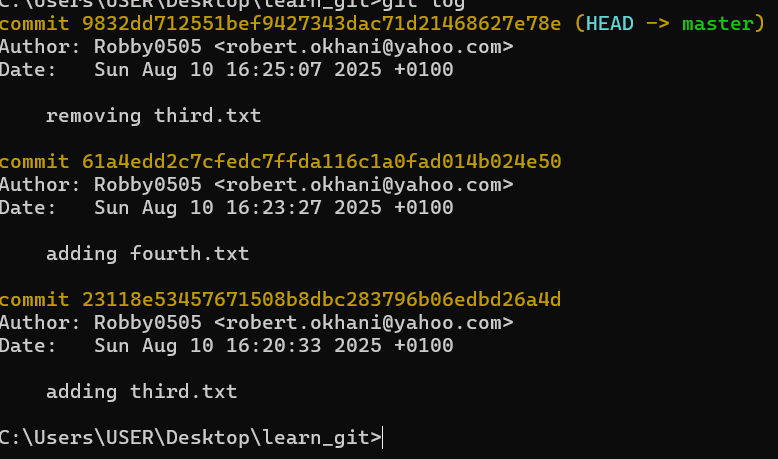 C:\Users\USER\Desktop\learn_git>git log
commit 9832dd712551bef9427343dac71d21468627e78e (HEAD -> master)
Author: Robby0505 <robert.okhani@yahoo.com>
Date:   Sun Aug 10 16:25:07 2025 +0100
removing third.txt
commit 61a4edd2c7cfedc7ffda116c1a0fad014b024e50
Author: Robby0505 <robert.okhani@yahoo.com>
Date:   Sun Aug 10 16:23:27 2025 +0100
adding fourth.txt
commit 23118e53457671508b8dbc283796b06edbd26a4d
Author: Robby0505 <robert.okhani@yahoo.com>
Date:   Sun Aug 10 16:20:33 2025 +0100
adding third.txt
C:\Users\USER\Desktop\learn_git>